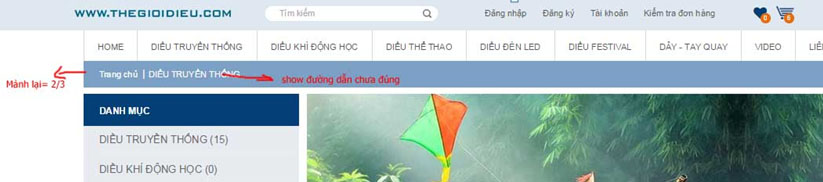 WWW.THEGIOIDIEU.COM Tìm kiếm Đăng nhập Đăng ký Tài khoản Kiểm tra đơn hàng 0 6
HOME DIỀU TRUYỀN THỐNG DIỀU KHÍ ĐỘNG HỌC DIỀU THỂ THAO DIỀU ĐÈN LED DIỀU FESTIVAL DÂY - TAY QUAY VIDEO LIÊ
Trang chủ | DIỀU TRUYỀN THỐNG
Mảnh lại= 2/3 show đường dẫn chưa đúng
DANH MỤC
DIỀU TRUYỀN THỐNG (15)
DIỀU KHÍ ĐỘNG HỌC (0)